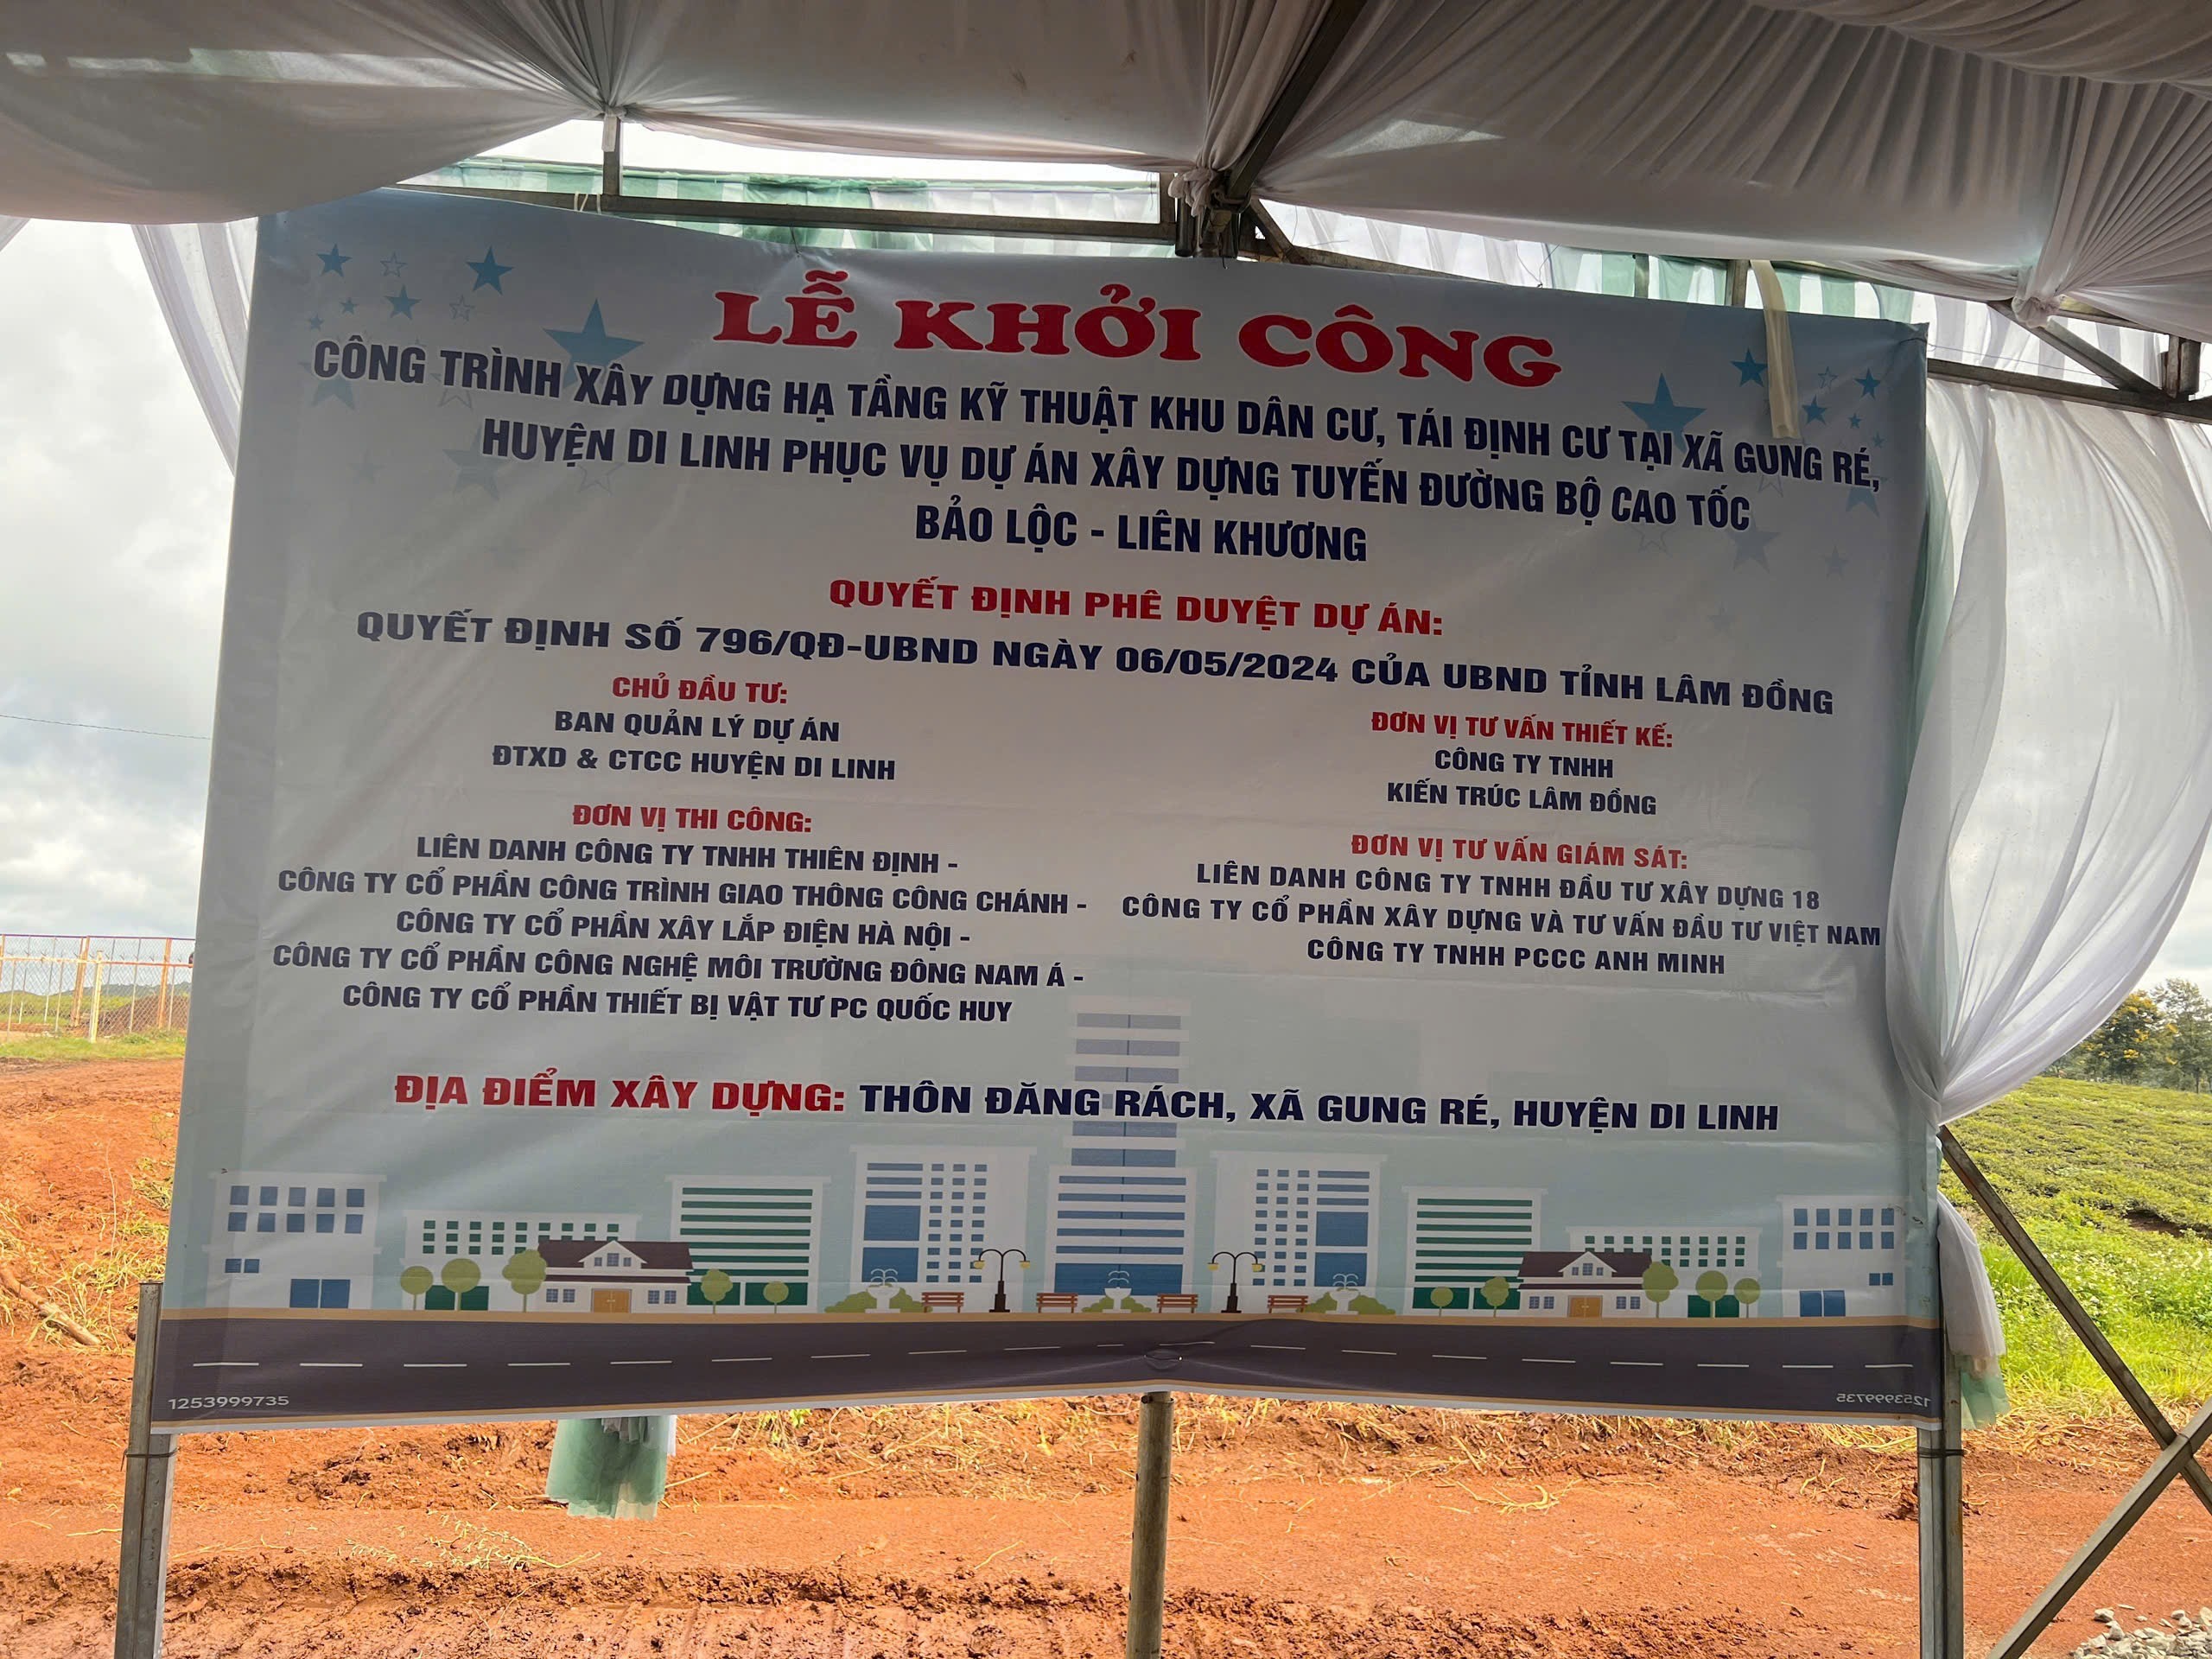 LỄ KHỞI CÔNG
CÔNG TRÌNH XÂY DỰNG HẠ TẦNG KỸ THUẬT KHU DÂN CƯ, TÁI ĐỊNH CƯ TẠI XÃ GUNG RÉ,
HUYỆN DI LINH PHỤC VỤ DỰ ÁN XÂY DỰNG TUYẾN ĐƯỜNG BỘ CAO TỐC
BẢO LỘC - LIÊN KHƯƠNG
QUYẾT ĐỊNH PHÊ DUYỆT DỰ ÁN:
QUYẾT ĐỊNH SỐ 796/QĐ-UBND NGÀY 06/05/2024 CỦA UBND TỈNH LÂM ĐỒNG
CHỦ ĐẦU TƯ:
BAN QUẢN LÝ DỰ ÁN
ĐTXD & CTCC HUYỆN DI LINH
ĐƠN VỊ THI CÔNG:
LIÊN DANH CÔNG TY TNHH THIÊN ĐỊNH -
CÔNG TY CỔ PHẦN CÔNG TRÌNH GIAO THÔNG CÔNG CHÁNH -
CÔNG TY CỔ PHẦN XÂY LẮP ĐIỆN HÀ NỘI -
CÔNG TY CỔ PHẦN CÔNG NGHỆ MÔI TRƯỜNG ĐÔNG NAM Á -
CÔNG TY CỔ PHẦN THIẾT BỊ VẬT TƯ PC QUỐC HUY
ĐƠN VỊ TƯ VẤN THIẾT KẾ:
CÔNG TY TNHH
KIẾN TRÚC LÂM ĐỒNG
ĐƠN VỊ TƯ VẤN GIÁM SÁT:
LIÊN DANH CÔNG TY TNHH ĐẦU TƯ XÂY DỰNG 18
CÔNG TY CỔ PHẦN XÂY DỰNG VÀ TƯ VẤN ĐẦU TƯ VIỆT NAM
CÔNG TY TNHH PCCC ANH MINH
ĐỊA ĐIỂM XÂY DỰNG: THÔN ĐĂNG RÁCH, XÃ GUNG RÉ, HUYỆN DI LINH
1253999735
1253999735